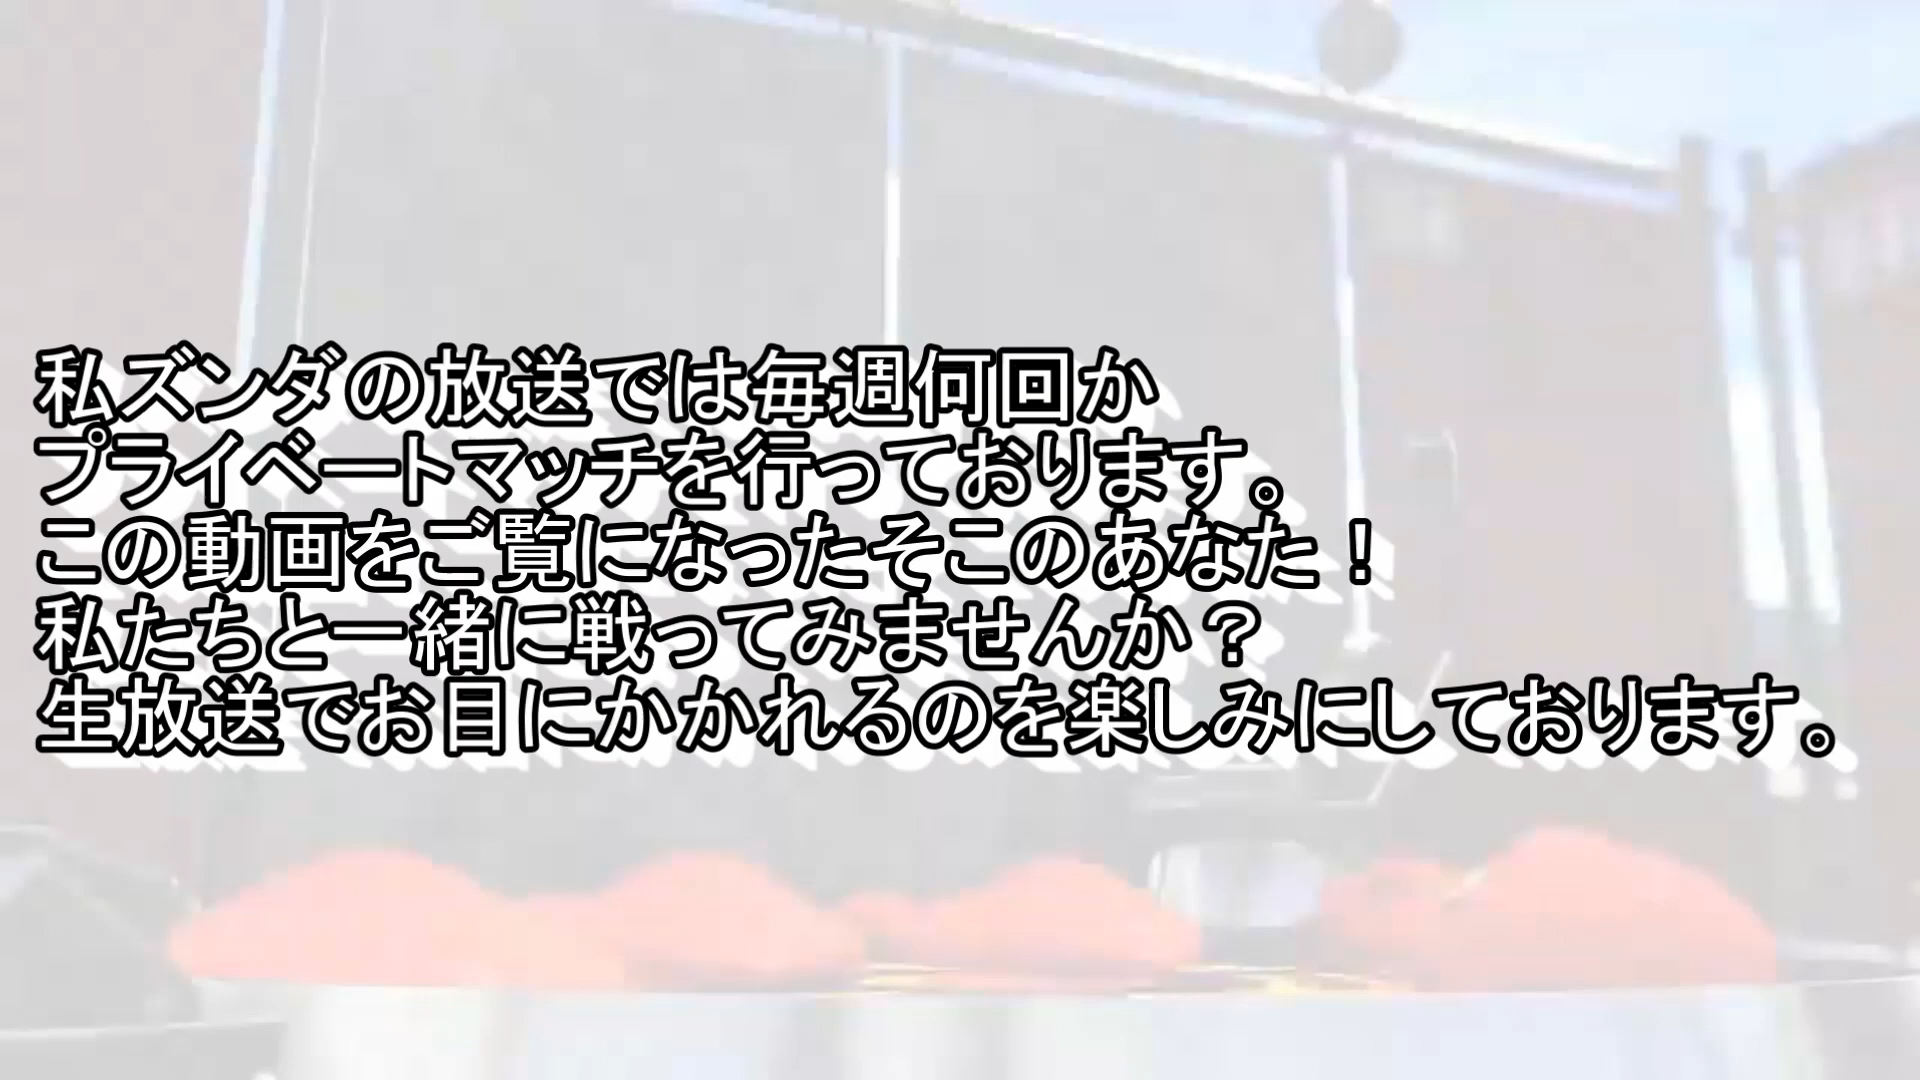 私ズンダの放送では毎週何回か
プライベートマッチを行っております。
この動画をご覧になったそこのあなた！
私たちと一緒に戦ってみませんか？
生放送でお目にかかれるのを楽しみにしております。